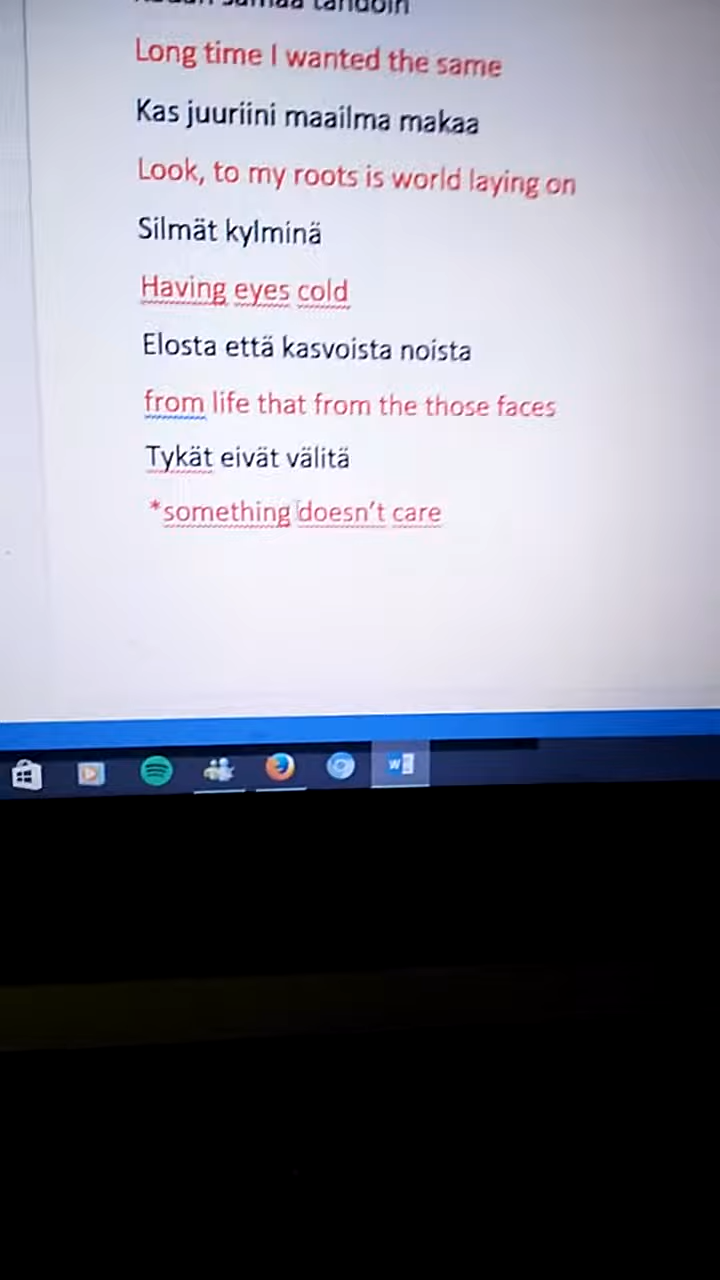 samaa tahdoin
Long time I wanted the same
Kas juuriini maailma makaa
Look, to my roots is world laying on
Silmät kylminä
Having eyes cold
Elosta että kasvoista noista
from life that from the those faces
Tykät eivät välitä
*something doesn't care
W